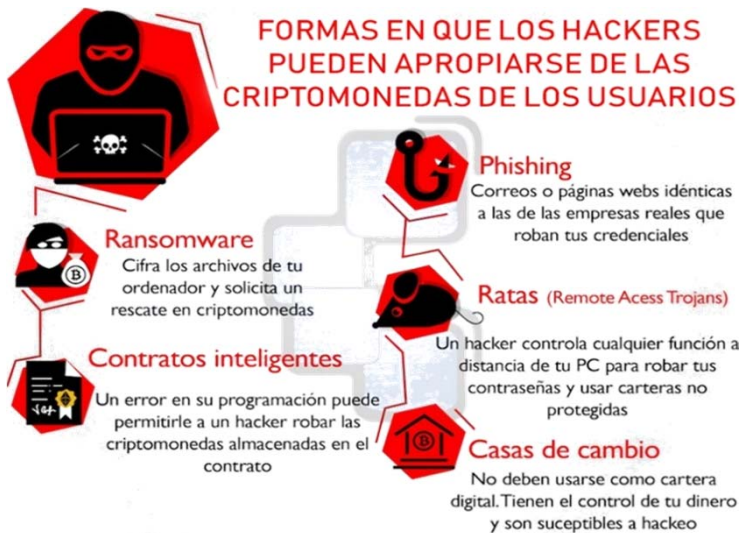 FORMAS EN QUE LOS HACKERS
PUEDEN APROPIARSE DE LAS
CRIPTOMONEDAS DE LOS USUARIOS
Ransomware
Cifra los archivos de tu
ordenador y solicita un
rescate en criptomonedas
Contratos inteligentes
Un error en su programación puede
permitirle a un hacker robar las
criptomonedas almacenadas en el
contrato
Phishing
Correos o páginas webs idénticas
a las de las empresas reales que
roban tus credenciales
Ratas (Remote Acess Trojans)
Un hacker controla cualquier función a
distancia de tu PC para robar tus
contraseñas y usar carteras no
protegidas
Casas de cambio
No deben usarse como cartera
digital. Tienen el control de tu dinero
y son suceptibles a hackeo